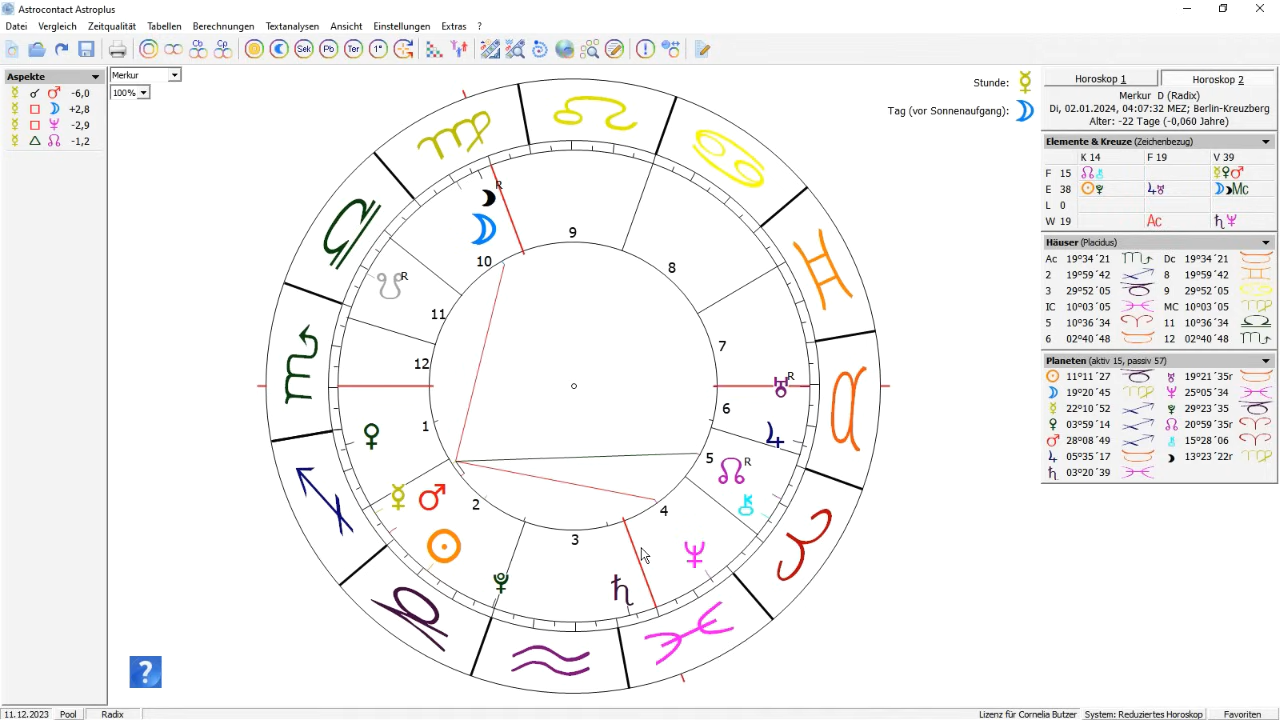 Astrocontact Astroplus
Datei Vergleich Zeitqualität Tabellen Berechnungen Textanalysen Ansicht Einstellungen Extras ?
Cb Cp Sek Pb Ter 1°
Aspekte
-6,0
+2,8
-2,9
-1,2
Merkur
100%
Stunde:
Tag (vor Sonnenaufgang):
R
9
10
8
R
11
7
12
R
6
1
5
R
2
4
3
?
Horoskop 1 Horoskop 2
Merkur D (Radix)
Di, 02.01.2024, 04:07:32 MEZ; Berlin-Kreuzberg
Alter: -22 Tage (-0,060 Jahre)
Elemente & Kreuze (Zeichenbezug)
K 14 F 19 V 39
F 15
E 38 Mc
L 0
W 19 Ac
Häuser (Placidus)
Ac 19°34´21 Dc 19°34´21
2 19°59´42 8 19°59´42
3 29°52´05 9 29°52´05
IC 10°03´05 MC 10°03´05
5 10°36´34 11 10°36´34
6 02°40´48 12 02°40´48
Planeten (aktiv 15, passiv 57)
11°11´27 19°21´35r
19°20´45 25°05´34
22°10´52 29°23´35
03°59´14 20°59´35r
28°08´49 15°28´06
05°35´17 13°23´22r
03°20´39
11.12.2023 Pool Radix Lizenz für Cornelia Butzer System: Reduziertes Horoskop Favoriten